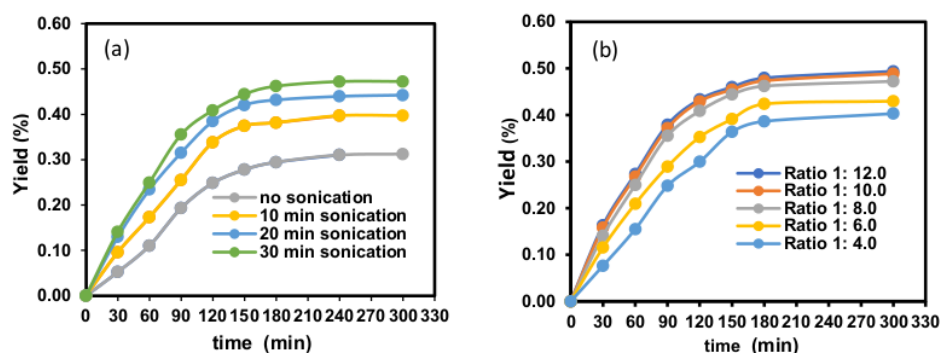 (a)
Yield (%)
0.60
0.50
0.40
0.30
0.20
0.10
0.00
no sonication
10 min sonication
20 min sonication
30 min sonication
0 30 60 90 120 150 180 210 240 270 300 330
time (min)
(b)
Yield (%)
0.60
0.50
0.40
0.30
0.20
0.10
0.00
Ratio 1: 12.0
Ratio 1: 10.0
Ratio 1: 8.0
Ratio 1: 6.0
Ratio 1: 4.0
0 30 60 90 120 150 180 210 240 270 300 330
time (min)